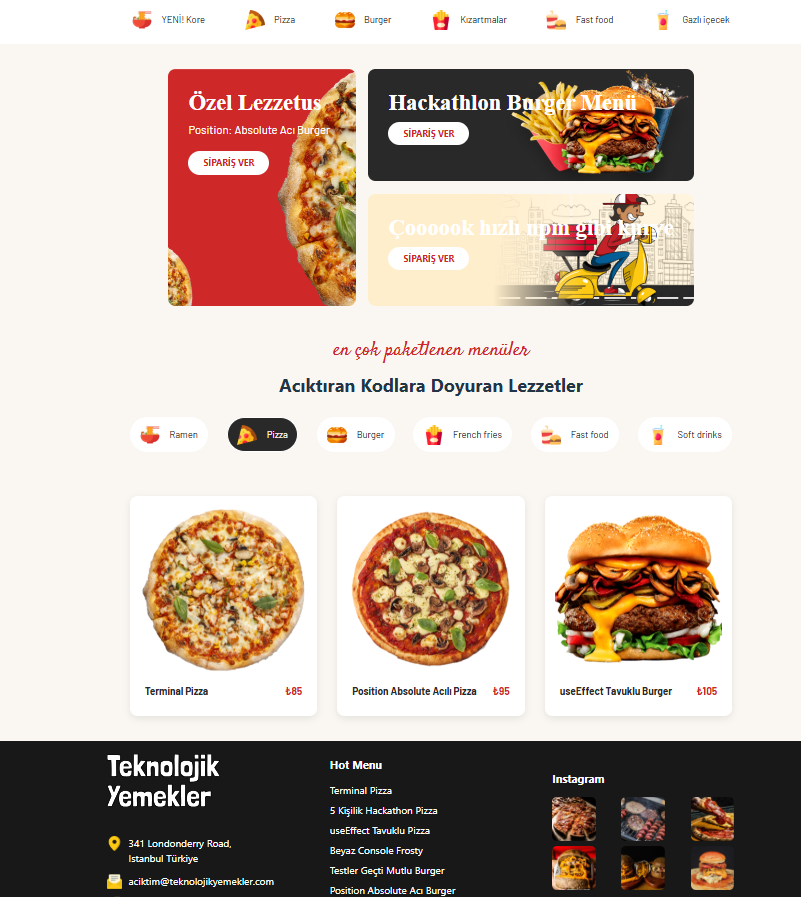 YENİ! Kore
Pizza
Burger
Kızartmalar
Fast food
Gazlı içecek
Özel Lezzetus
Position: Absolute Acı Burger
SİPARİŞ VER
Hackathlon Burger Menü
SİPARİŞ VER
Çoooook hızlı npm gibi kurye
SİPARİŞ VER
en çok paketlenen menüler
Acıktıran Kodlara Doyuran Lezzetler
Ramen
Pizza
Burger
French fries
Fast food
Soft drinks
Terminal Pizza ₺85
Position Absolute Acılı Pizza ₺95
useEffect Tavuklu Burger ₺105
Teknolojik
Yemekler
341 Londonderry Road,
Istanbul Türkiye
aciktim@teknolojikyemekler.com
Hot Menu
Terminal Pizza
5 Kişilik Hackathon Pizza
useEffect Tavuklu Pizza
Beyaz Console Frosty
Testler Geçti Mutlu Burger
Position Absolute Acı Burger
Instagram